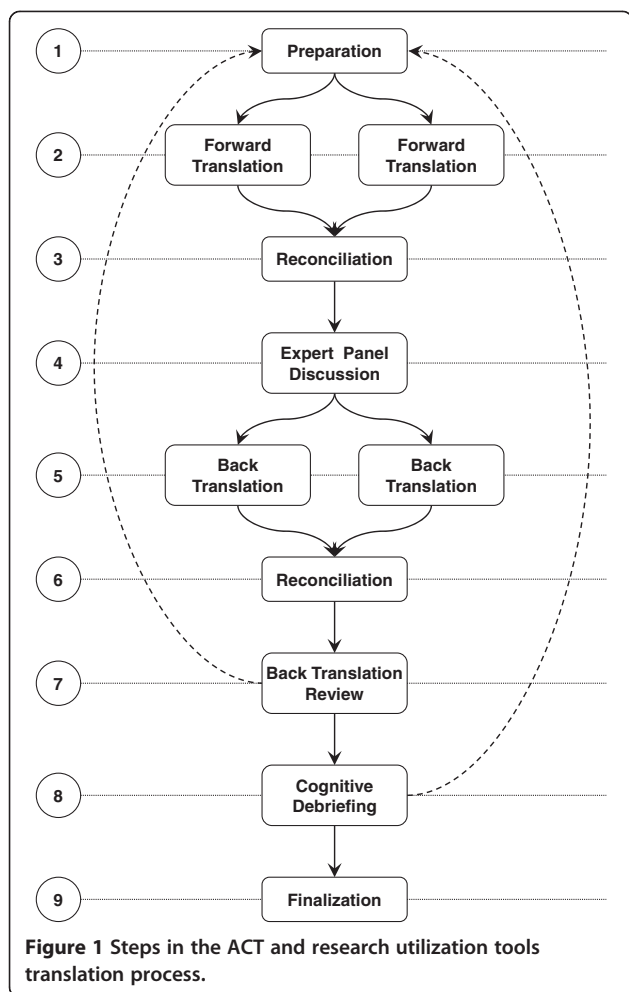 1
Preparation
2
Forward
Translation
Forward
Translation
3
Reconciliation
4
Expert Panel
Discussion
5
Back
Translation
Back
Translation
6
Reconciliation
7
Back Translation
Review
8
Cognitive
Debriefing
9
Finalization
Figure 1 Steps in the ACT and research utilization tools
translation process.